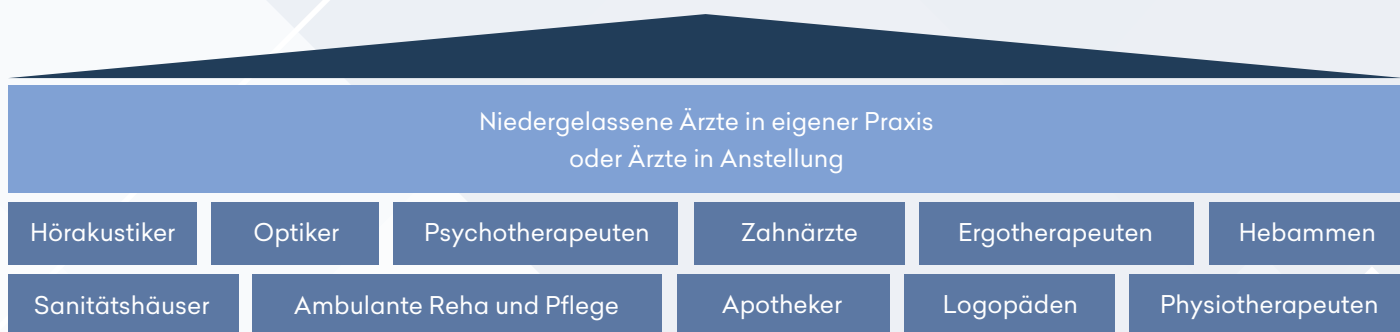 Niedergelassene Ärzte in eigener Praxis
oder Ärzte in Anstellung
Hörakustiker Optiker Psychotherapeuten Zahnärzte Ergotherapeuten Hebammen
Sanitätshäuser Ambulante Reha und Pflege Apotheker Logopäden Physiotherapeuten